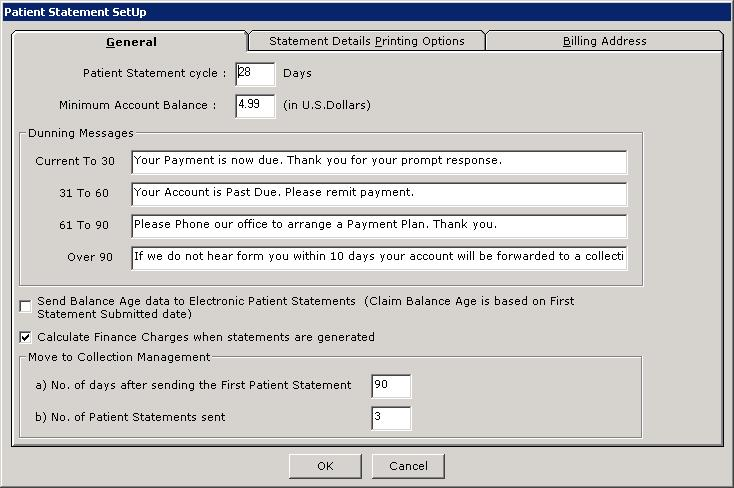 Patient Statement SetUp
General
Statement Details Printing Options
Billing Address
Patient Statement cycle : 28 Days
Minimum Account Balance : 4.99 (in U.S.Dollars)
Dunning Messages
Current To 30 Your Payment is now due. Thank you for your prompt response.
31 To 60 Your Account is Past Due. Please remit payment.
61 To 90 Please Phone our office to arrange a Payment Plan. Thank you.
Over 90 If we do not hear form you within 10 days your account will be forwarded to a collecti
Send Balance Age data to Electronic Patient Statements (Claim Balance Age is based on First
Statement Submitted date)
Calculate Finance Charges when statements are generated
Move to Collection Management
a) No. of days after sending the First Patient Statement 90
b) No. of Patient Statements sent 3
OK
Cancel